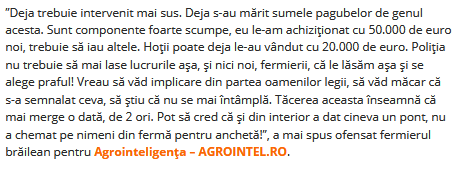 ”Deja trebuie intervenit mai sus. Deja s-au mărit sumele pagubelor de genul
acesta. Sunt componente foarte scumpe, eu le-am achiziționat cu 50.000 de euro
noi, trebuie să iau altele. Hoții poate deja le-au vândut cu 20.000 de euro. Poliția
nu trebuie să mai lase lucrurile așa, și nici noi, fermierii, că le lăsăm așa și se
alege praful! Vreau să văd implicare din partea oamenilor legii, să văd măcar că
s-a semnalat ceva, să știu că nu se mai întâmplă. Tăcerea aceasta înseamnă că
mai merge o dată, de 2 ori. Pot să cred că și din interior a dat cineva un pont, nu
a chemat pe nimeni din fermă pentru anchetă!”, a mai spus ofensat fermierul
brăilean pentru Agrointeligența – AGROINTEL.RO.